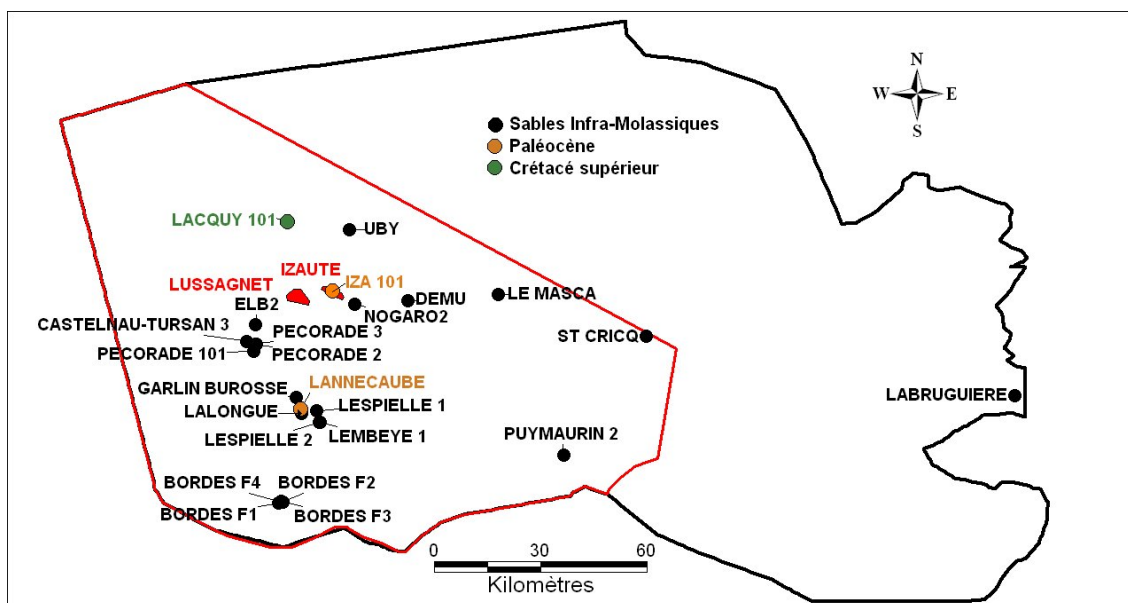 N
W E
S
Sables Infra-Molassiques
Paléocène
Crétacé supérieur
LACQUY 101
UBY
IZAUTE
LUSSAGNET
IZA 101
ELB2
NOGARO2
DEMU
LE MASCA
CASTELNAU-TURSAN 3
PECORADE 3
PECORADE 101
PECORADE 2
ST CRICQ
GARLIN BUROSSE
LANNECAUBE
LALONGUE
LESPIELLE 1
LESPIELLE 2
LEMBEYE 1
LABRUGUIERE
PUYMAURIN 2
BORDES F4
BORDES F2
BORDES F1
BORDES F3
0 30 60
Kilomètres